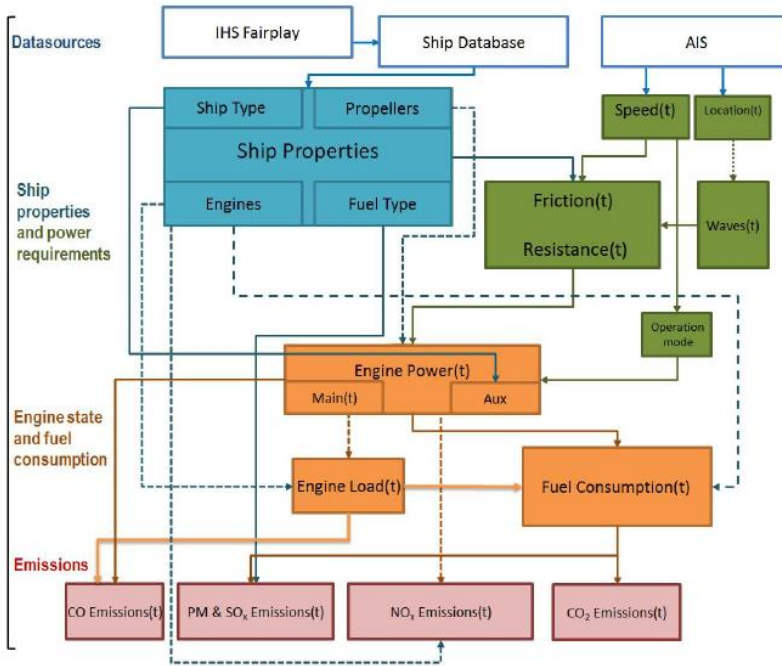 Datasources
IHS Fairplay
Ship Database
AIS
Ship Type
Propellers
Speed(t)
Location(t)
Ship Properties
Ship
properties
and power
requirements
Engines
Fuel Type
Friction(t)
Resistance(t)
Waves(t)
Operation
mode
Engine Power(t)
Main(t)
Aux
Engine state
and fuel
consumption
Engine Load(t)
Fuel Consumption(t)
Emissions
CO Emissions(t)
PM & SOₓ Emissions(t)
NOₓ Emissions(t)
CO₂ Emissions(t)